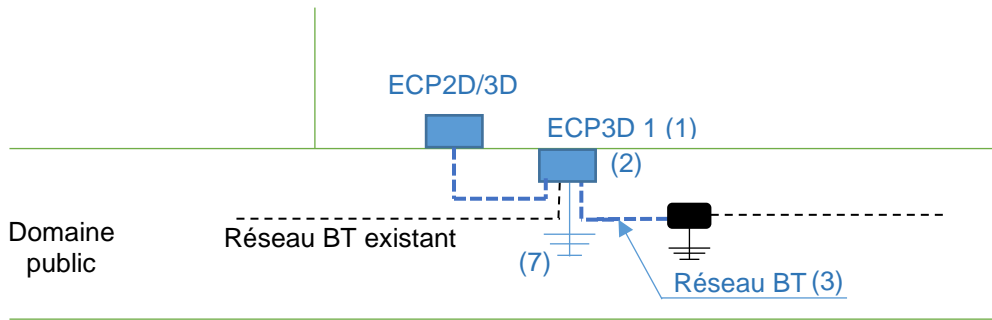 ECP2D/3D
ECP3D 1 (1)
(2)
Domaine
public
Réseau BT existant
(7)
Réseau BT (3)